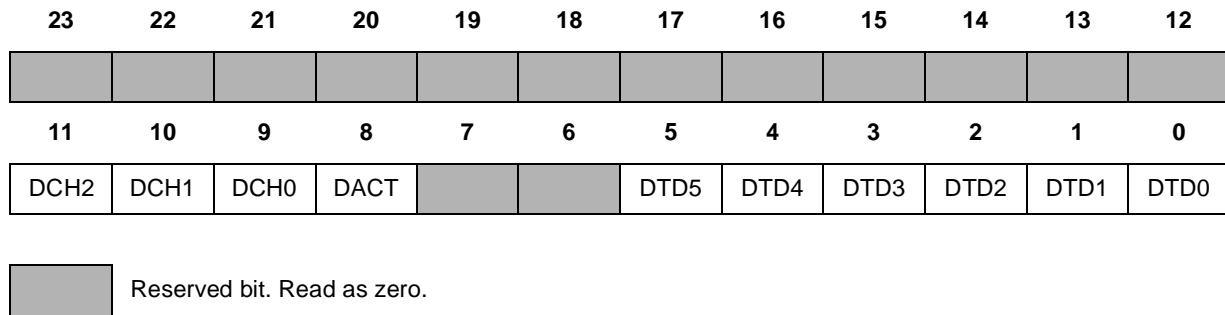 23 22 21 20 19 18 17 16 15 14 13 12
11 10 9 8 7 6 5 4 3 2 1 0
DCH2 DCH1 DCH0 DACT DTD5 DTD4 DTD3 DTD2 DTD1 DTD0
Reserved bit. Read as zero.